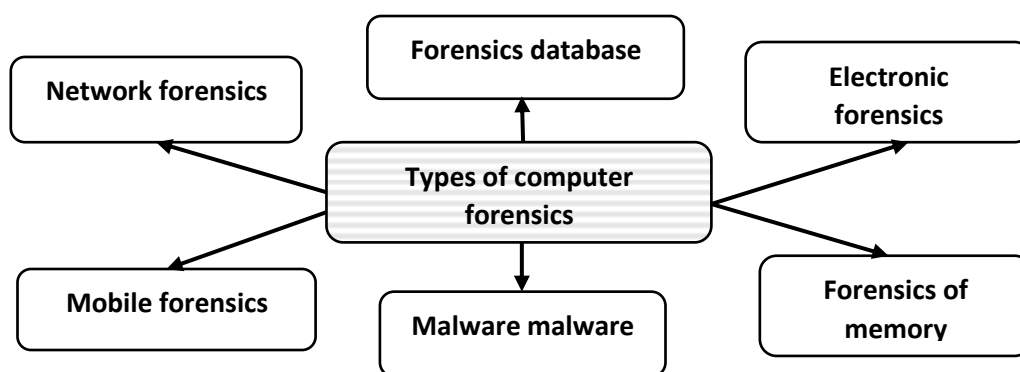 Forensics database
Network forensics
Electronic
forensics
Types of computer
forensics
Mobile forensics
Malware malware
Forensics of
memory